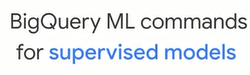 BigQuery ML commands
for supervised models